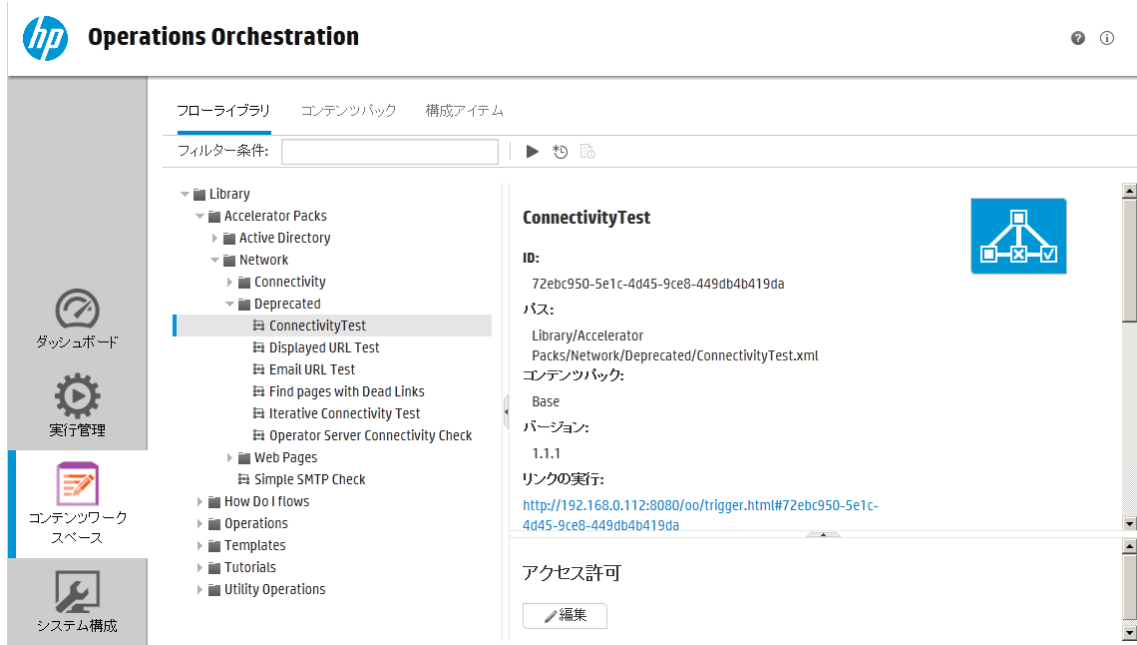 hp Operations Orchestration
フローライブラリ コンテンツパック 構成アイテム
フィルター条件:
Library
Accelerator Packs
Active Directory
Network
Connectivity
Deprecated
ConnectivityTest
Displayed URL Test
Email URL Test
Find pages with Dead Links
Iterative Connectivity Test
Operator Server Connectivity Check
Web Pages
Simple SMTP Check
How Do I flows
Operations
Templates
Tutorials
Utility Operations
ConnectivityTest
ID:
72ebc950-5e1c-4d45-9ce8-449db4b419da
パス:
Library/Accelerator
Packs/Network/Deprecated/ConnectivityTest.xml
コンテンツパック:
Base
バージョン:
1.1.1
リンクの実行:
http://192.168.0.112:8080/oo/trigger.html#72ebc950-5e1c-
4d45-9ce8-449db4b419da
アクセス許可
編集
ダッシュボード
実行管理
コンテンツワーク
スペース
システム構成